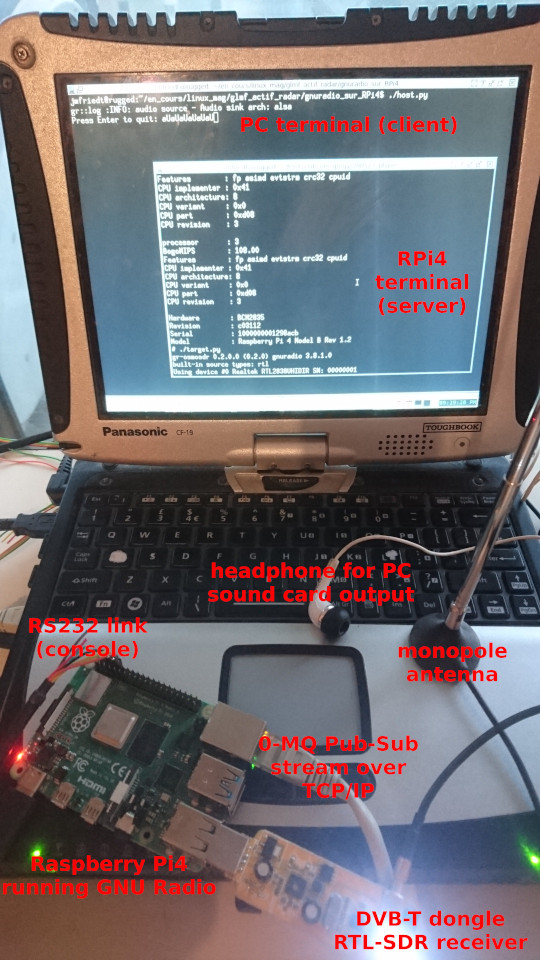 jmfriedt@rugged:~/en_cours/linux_mag/glmf_actif_radar/gnuradio_sur_RPi4$ ./host.py
gr::log :INFO: audio source - Audio sink arch: alsa
Press Enter to quit: aUaUaUaUaUaU
PC terminal (client)
Features : fp asimd evtstrm crc32 cpuid
CPU implementer : 0x41
CPU architecture: 8
CPU variant : 0x0
CPU part : 0xd08
CPU revision : 3
processor : 3
BogoMIPS : 108.00
Features : fp asimd evtstrm crc32 cpuid
CPU implementer : 0x41
CPU architecture: 8
CPU variant : 0x0
CPU part : 0xd08
CPU revision : 3
RPi4
terminal
(server)
Hardware : BCM2835
Revision : c03112
Serial
Model : Raspberry Pi 4 Model B Rev 1.2
# ./target.py
gr-osmosdr 0.2.0.0 (0.2.0) gnuradio 3.8.1.0
built-in source types: rtl
Using device #0 Realtek RTL2838UHIDIR SN: 00000001
Panasonic CF-19
TOUGHBOOK
RELEASE
headphone for PC
sound card output
RS232 link
(console)
monopole
antenna
0-MQ Pub-Sub
stream over
TCP/IP
HDMI
Raspberry Pi4
running GNU Radio
DVB-T dongle
RTL-SDR receiver